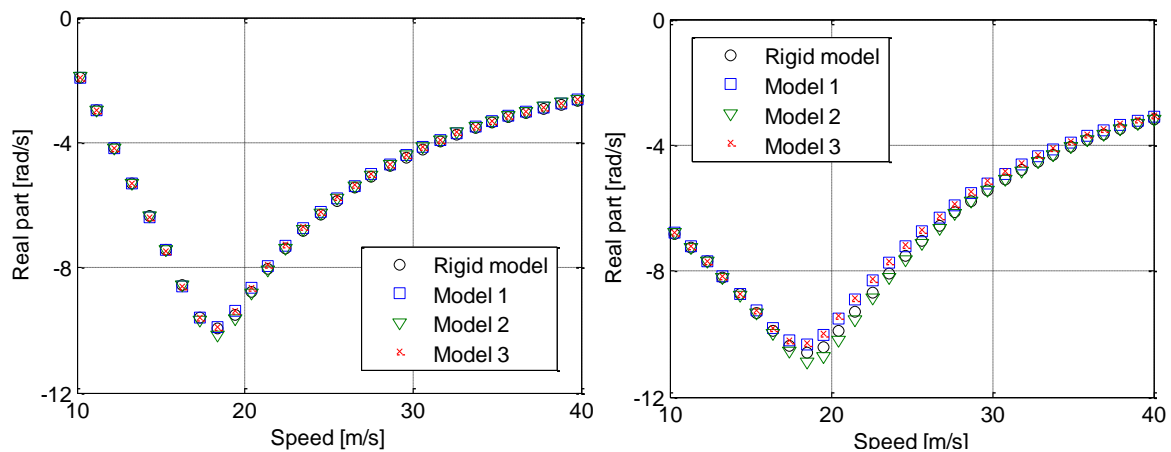 0
-4
-8
-12
Real part [rad/s]
10
20
30
40
Speed [m/s]
Rigid model
Model 1
Model 2
Model 3
0
-4
-8
-12
Real part [rad/s]
10
20
30
40
Speed [m/s]
Rigid model
Model 1
Model 2
Model 3